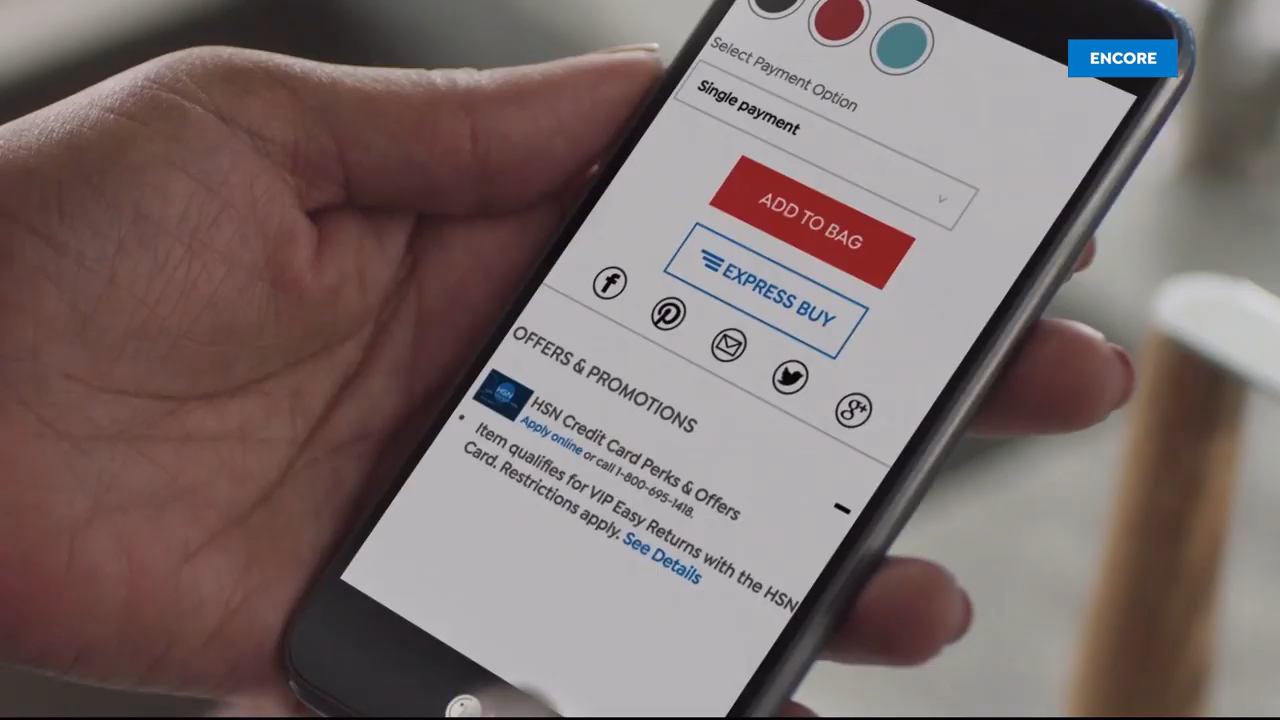 ENCORE
Select Payment Option
Single payment
ADD TO BAG
EXPRESS BUY
OFFERS & PROMOTIONS
HSN
HSN Credit Card Perks & Offers
Apply online or call 1-800-695-1418.
Item qualifies for VIP Easy Returns with the HSN
Card. Restrictions apply. See Details